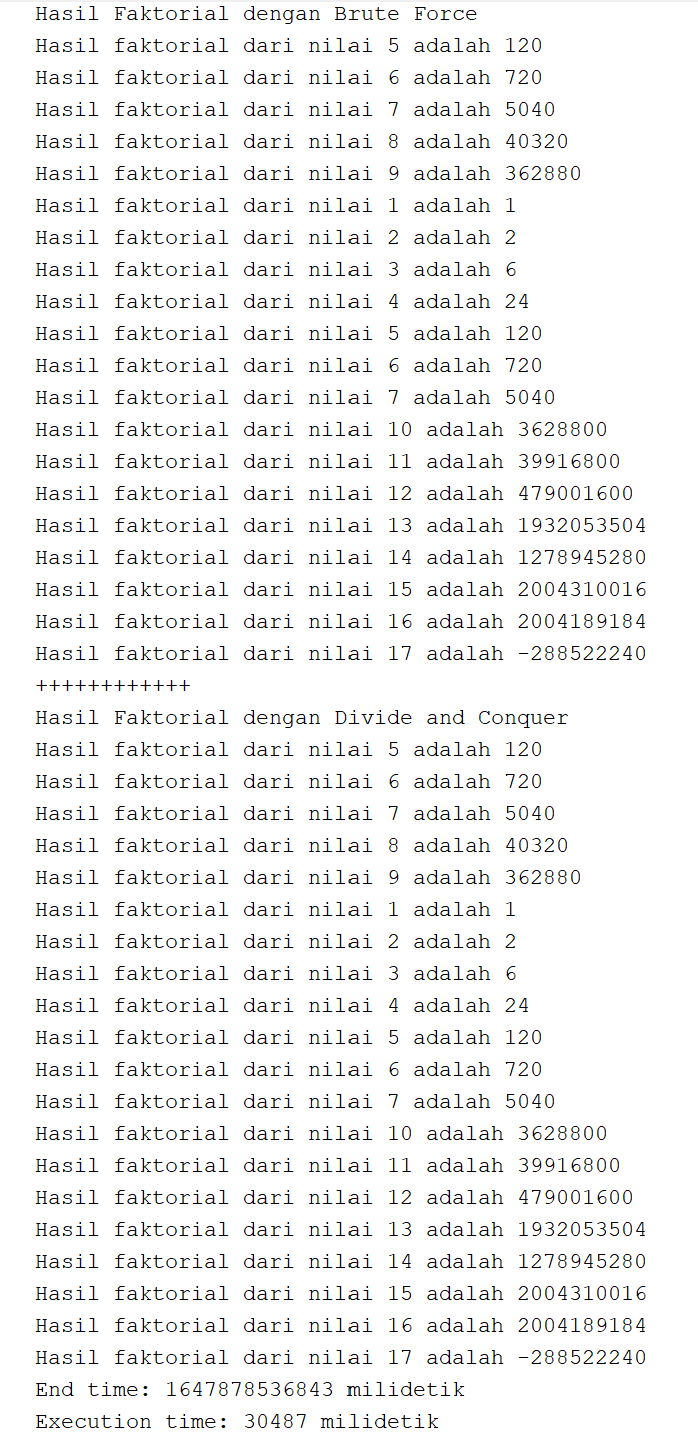 Hasil Faktorial dengan Brute Force
Hasil faktorial dari nilai 5 adalah 120
Hasil faktorial dari nilai 6 adalah 720
Hasil faktorial dari nilai 7 adalah 5040
Hasil faktorial dari nilai 8 adalah 40320
Hasil faktorial dari nilai 9 adalah 362880
Hasil faktorial dari nilai 1 adalah 1
Hasil faktorial dari nilai 2 adalah 2
Hasil faktorial dari nilai 3 adalah 6
Hasil faktorial dari nilai 4 adalah 24
Hasil faktorial dari nilai 5 adalah 120
Hasil faktorial dari nilai 6 adalah 720
Hasil faktorial dari nilai 7 adalah 5040
Hasil faktorial dari nilai 10 adalah 3628800
Hasil faktorial dari nilai 11 adalah 39916800
Hasil faktorial dari nilai 12 adalah 479001600
Hasil faktorial dari nilai 13 adalah 1932053504
Hasil faktorial dari nilai 14 adalah 1278945280
Hasil faktorial dari nilai 15 adalah 2004310016
Hasil faktorial dari nilai 16 adalah 2004189184
Hasil faktorial dari nilai 17 adalah -288522240
++++++++++++
Hasil Faktorial dengan Divide and Conquer
Hasil faktorial dari nilai 5 adalah 120
Hasil faktorial dari nilai 6 adalah 720
Hasil faktorial dari nilai 7 adalah 5040
Hasil faktorial dari nilai 8 adalah 40320
Hasil faktorial dari nilai 9 adalah 362880
Hasil faktorial dari nilai 1 adalah 1
Hasil faktorial dari nilai 2 adalah 2
Hasil faktorial dari nilai 3 adalah 6
Hasil faktorial dari nilai 4 adalah 24
Hasil faktorial dari nilai 5 adalah 120
Hasil faktorial dari nilai 6 adalah 720
Hasil faktorial dari nilai 7 adalah 5040
Hasil faktorial dari nilai 10 adalah 3628800
Hasil faktorial dari nilai 11 adalah 39916800
Hasil faktorial dari nilai 12 adalah 479001600
Hasil faktorial dari nilai 13 adalah 1932053504
Hasil faktorial dari nilai 14 adalah 1278945280
Hasil faktorial dari nilai 15 adalah 2004310016
Hasil faktorial dari nilai 16 adalah 2004189184
Hasil faktorial dari nilai 17 adalah -288522240
End time: 1647878536843 milidetik
Execution time: 30487 milidetik